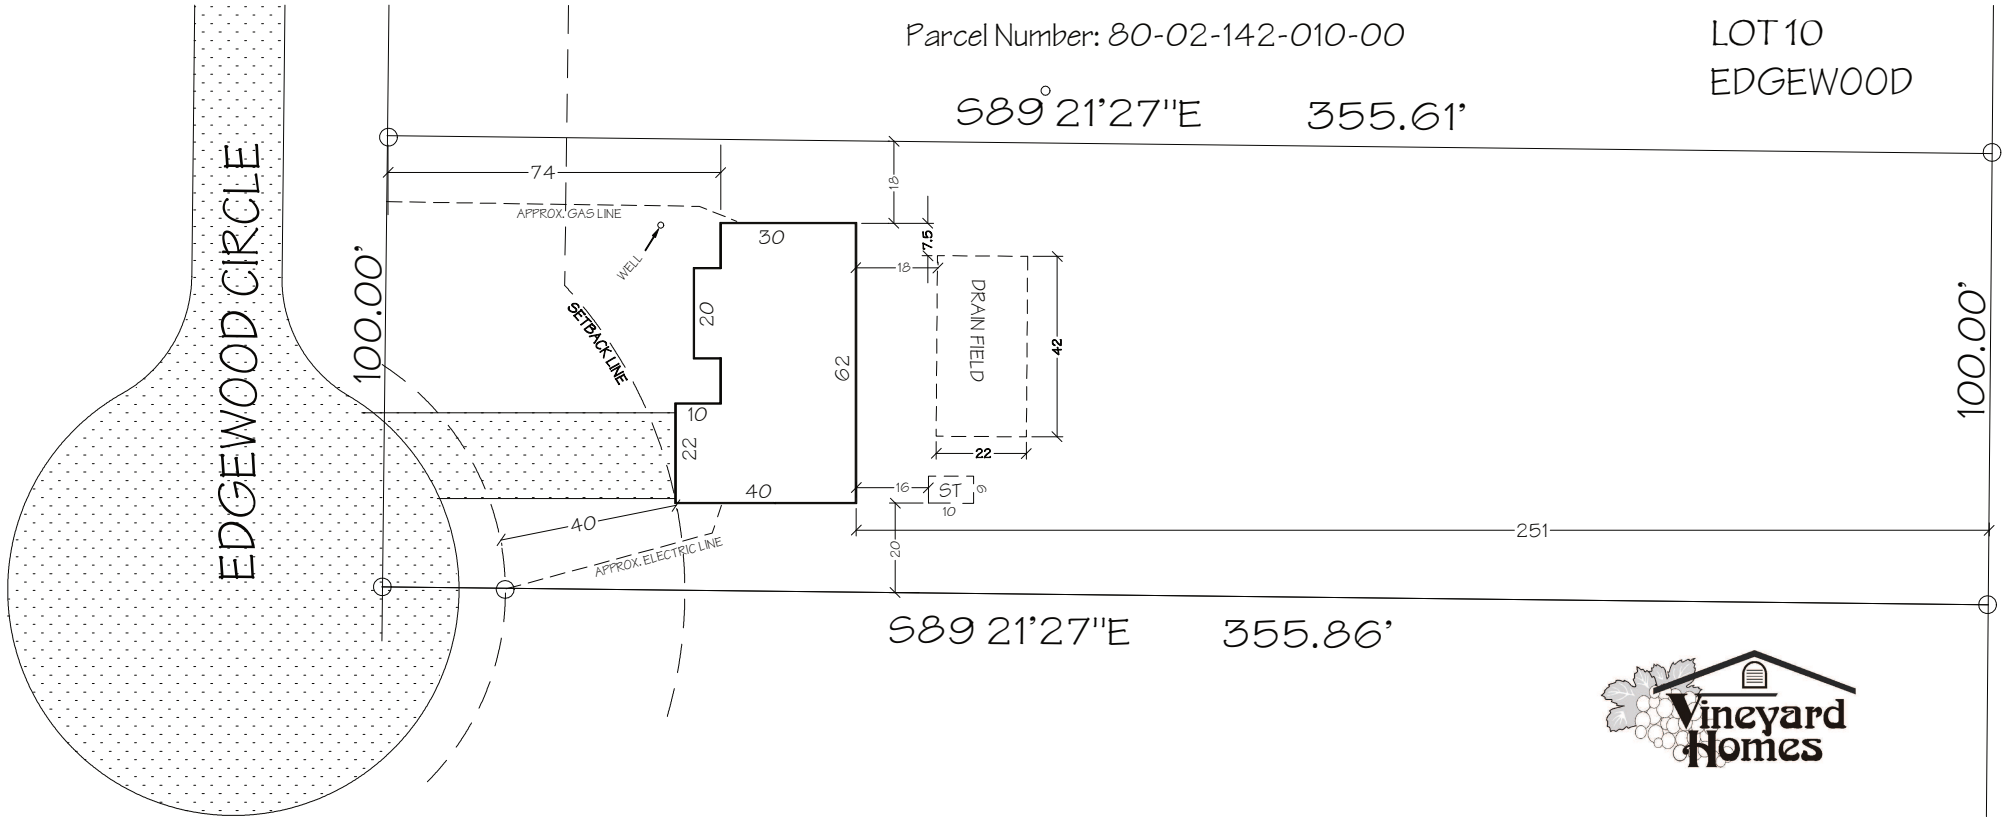 Parcel Number: 80-02-142-010-00
LOT 10
EDGEWOOD
S89°21'27"E 355.61'
74
18
APPROX. GAS LINE
30
7.5
WELL
18
EDGEWOOD CIRCLE
100.00'
SETBACK LINE
20
DRAIN FIELD
42
62
100.00'
10
22
22
40
16
ST
6
10
40
251
20
APPROX. ELECTRIC LINE
S89 21'27"E 355.86'
Vineyard
Homes